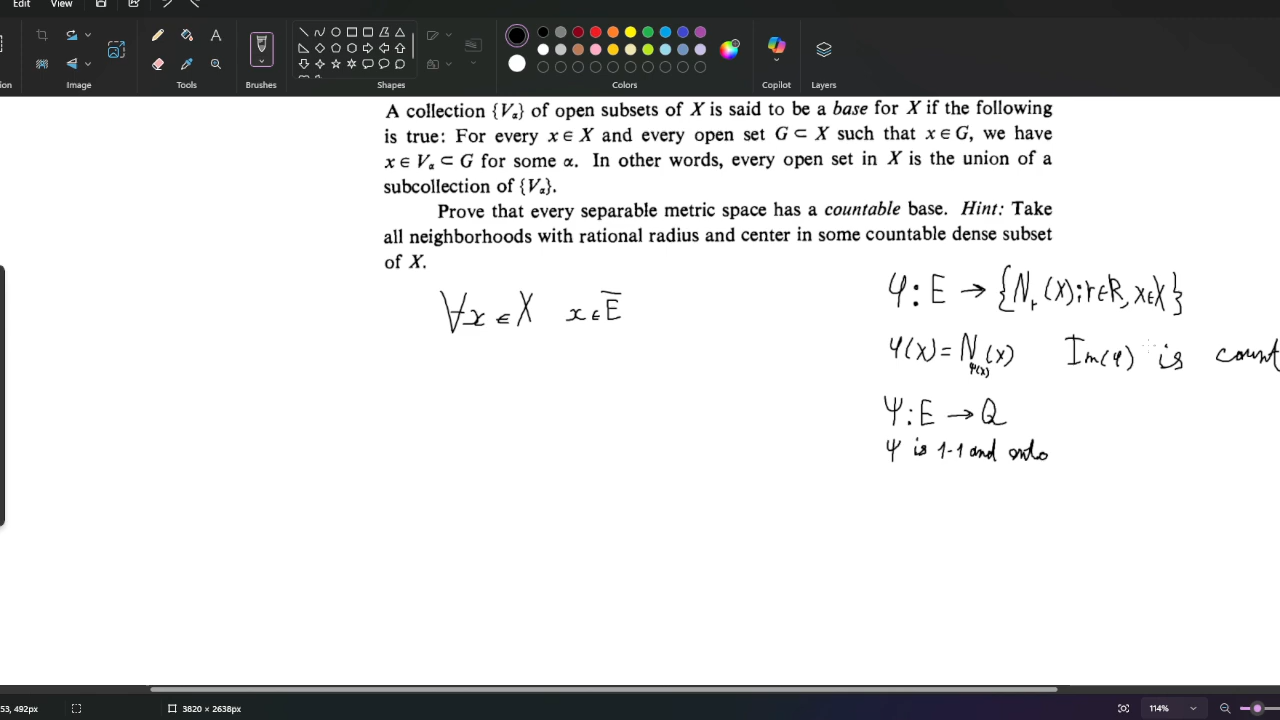 Edit View
Image Tools Brushes Shapes Colors Copilot Layers
A collection {Vα} of open subsets of X is said to be a base for X if the following
is true: For every x ∈ X and every open set G ⊂ X such that x ∈ G, we have
x ∈ Vα ⊂ G for some α. In other words, every open set in X is the union of a
subcollection of {Vα}.
Prove that every separable metric space has a countable base. Hint: Take
all neighborhoods with rational radius and center in some countable dense subset
of X.
∀x ∈ X x ∈ E̅
φ: E → {Nᵣ(x); r∈R, x∈X}
φ(x) = N_ψ(x)(x) Im(φ) is count
ψ: E → Q
ψ is 1-1 and onto
53, 492px 3820 × 2638px 114%